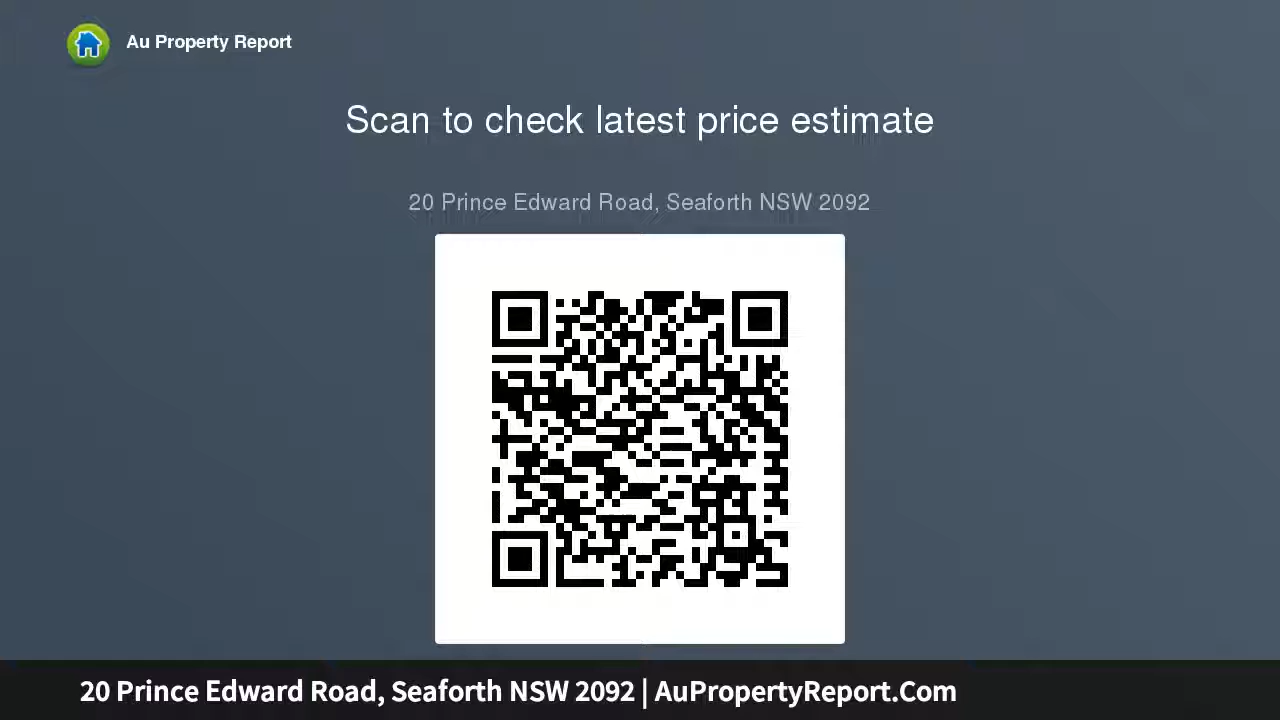 Au Property Report
Scan to check latest price estimate
20 Prince Edward Road, Seaforth NSW 2092
20 Prince Edward Road, Seaforth NSW 2092 | AuPropertyReport.Com